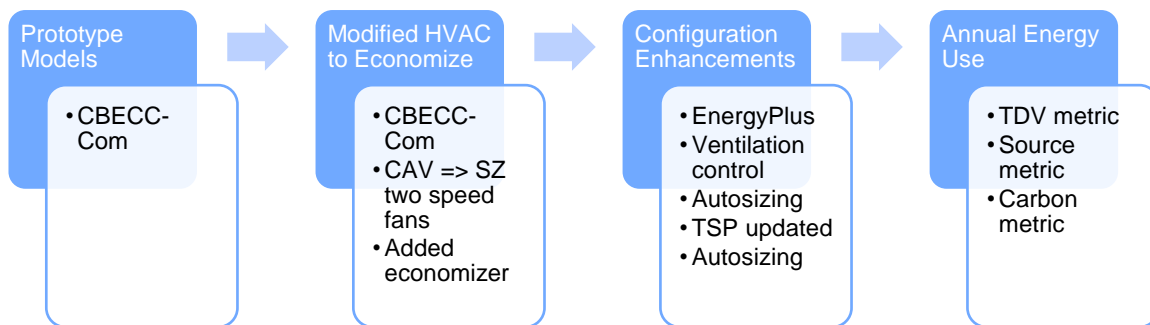 Prototype
Models
• CBECC-
Com
Modified HVAC
to Economize
• CBECC-
Com
• CAV => SZ
two speed
fans
• Added
economizer
Configuration
Enhancements
• EnergyPlus
• Ventilation
control
• Autosizing
• TSP updated
• Autosizing
Annual Energy
Use
• TDV metric
• Source
metric
• Carbon
metric